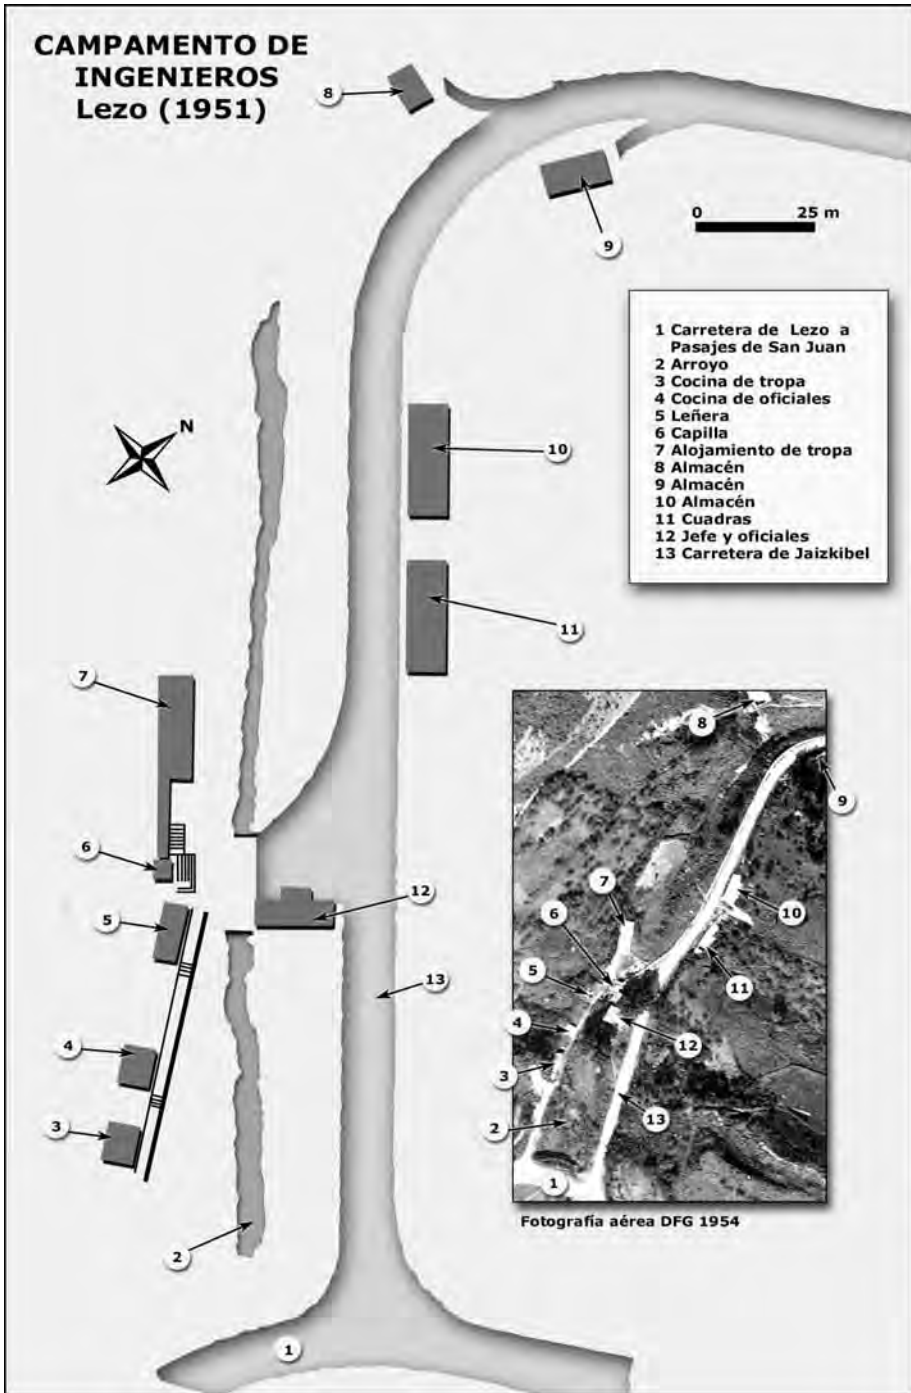 CAMPAMENTO DE
INGENIEROS
Lezo (1951)
8
9
0 25 m
1 Carretera de Lezo a
Pasajes de San Juan
2 Arroyo
3 Cocina de tropa
4 Cocina de oficiales
5 Leñera
6 Capilla
7 Alojamiento de tropa
8 Almacén
9 Almacén
10 Almacén
11 Cuadras
12 Jefe y oficiales
13 Carretera de Jaizkibel
N
10
11
7
6
5
12
13
4
3
2
1
8
9
7
10
6
11
5
4
12
3
13
2
1
Fotografía aérea DFG 1954